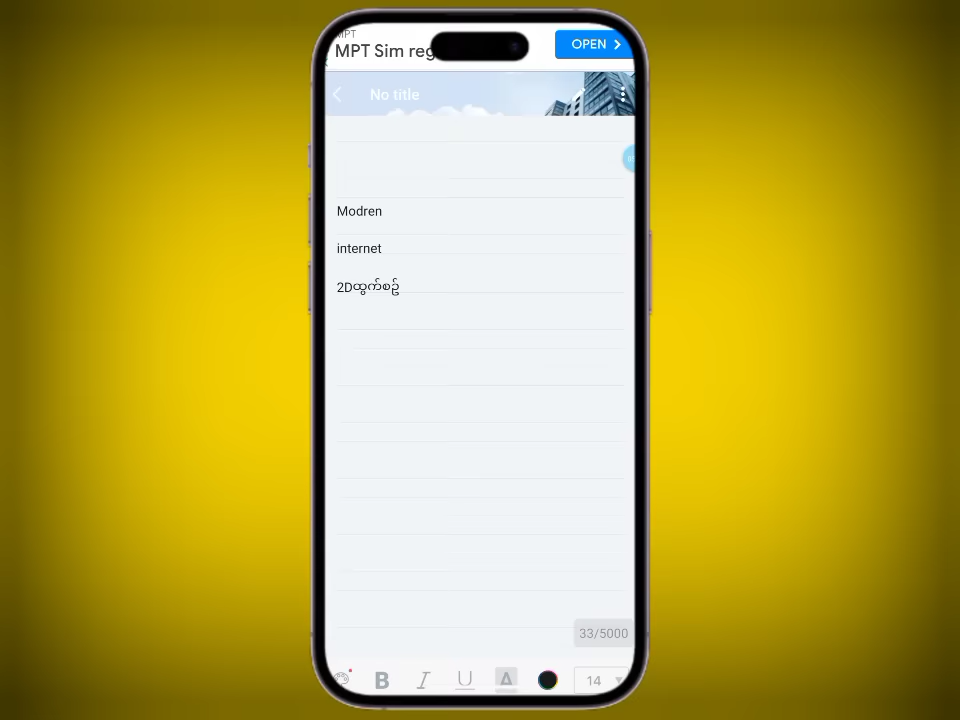 MPT
MPT Sim reg
OPEN
No title
Modren
internet
2Dထွက်စဉ်
33/5000
B I U A
14